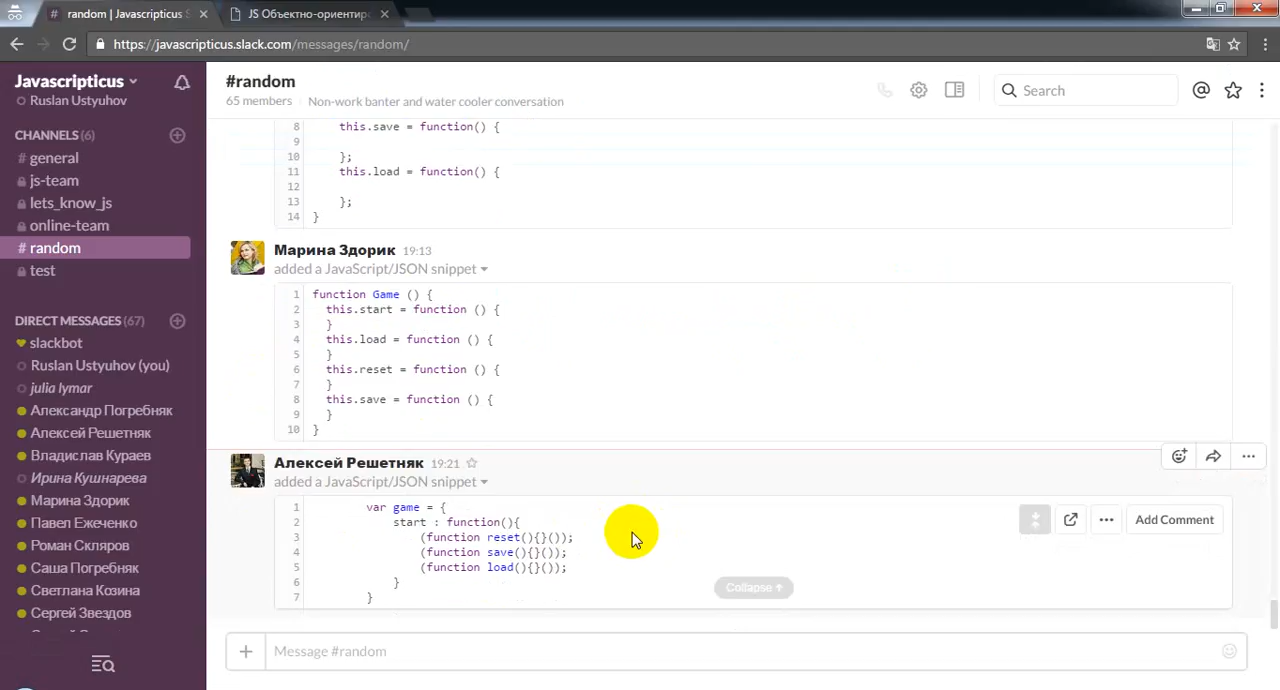 # random | Javascripticus S
JS Объектно-ориентиро
https://javascripticus.slack.com/messages/random/
Javascripticus
Ruslan Ustyuhov
CHANNELS (6)
# general
js-team
lets_know_js
online-team
# random
test
DIRECT MESSAGES (67)
slackbot
Ruslan Ustyuhov (you)
julia lymar
Александр Погребняк
Алексей Решетняк
Владислав Кураев
Ирина Кушнарева
Марина Здорик
Павел Ежеченко
Роман Скляров
Саша Погребняк
Светлана Козина
Сергей Звездов
#random
65 members
Non-work banter and water cooler conversation
Search
8 this.save = function() {
9
10 };
11 this.load = function() {
12
13 };
14 }
Марина Здорик 19:13
added a JavaScript/JSON snippet
1 function Game () {
2 this.start = function () {
3 }
4 this.load = function () {
5 }
6 this.reset = function () {
7 }
8 this.save = function () {
9 }
10 }
Алексей Решетняк 19:21
added a JavaScript/JSON snippet
1 var game = {
2 start : function(){
3 (function reset(){}());
4 (function save(){}());
5 (function load(){}());
6 }
7 }
Add Comment
Collapse ↑
Message #random